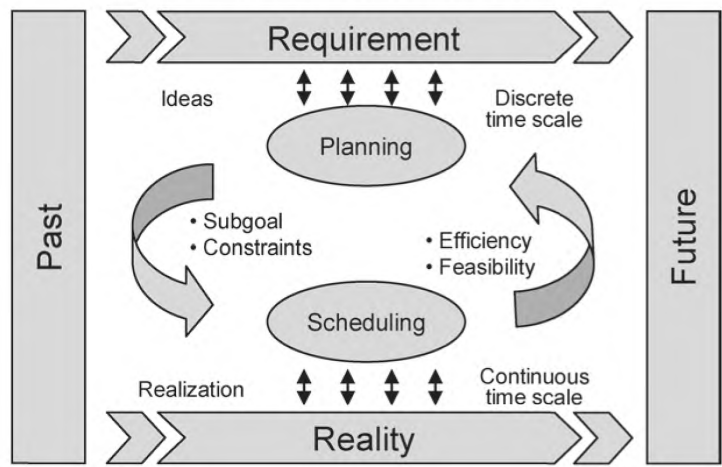 Requirement
Ideas
Discrete
time scale
Planning
Past
• Subgoal
• Constraints
• Efficiency
• Feasibility
Future
Scheduling
Realization
Continuous
time scale
Reality